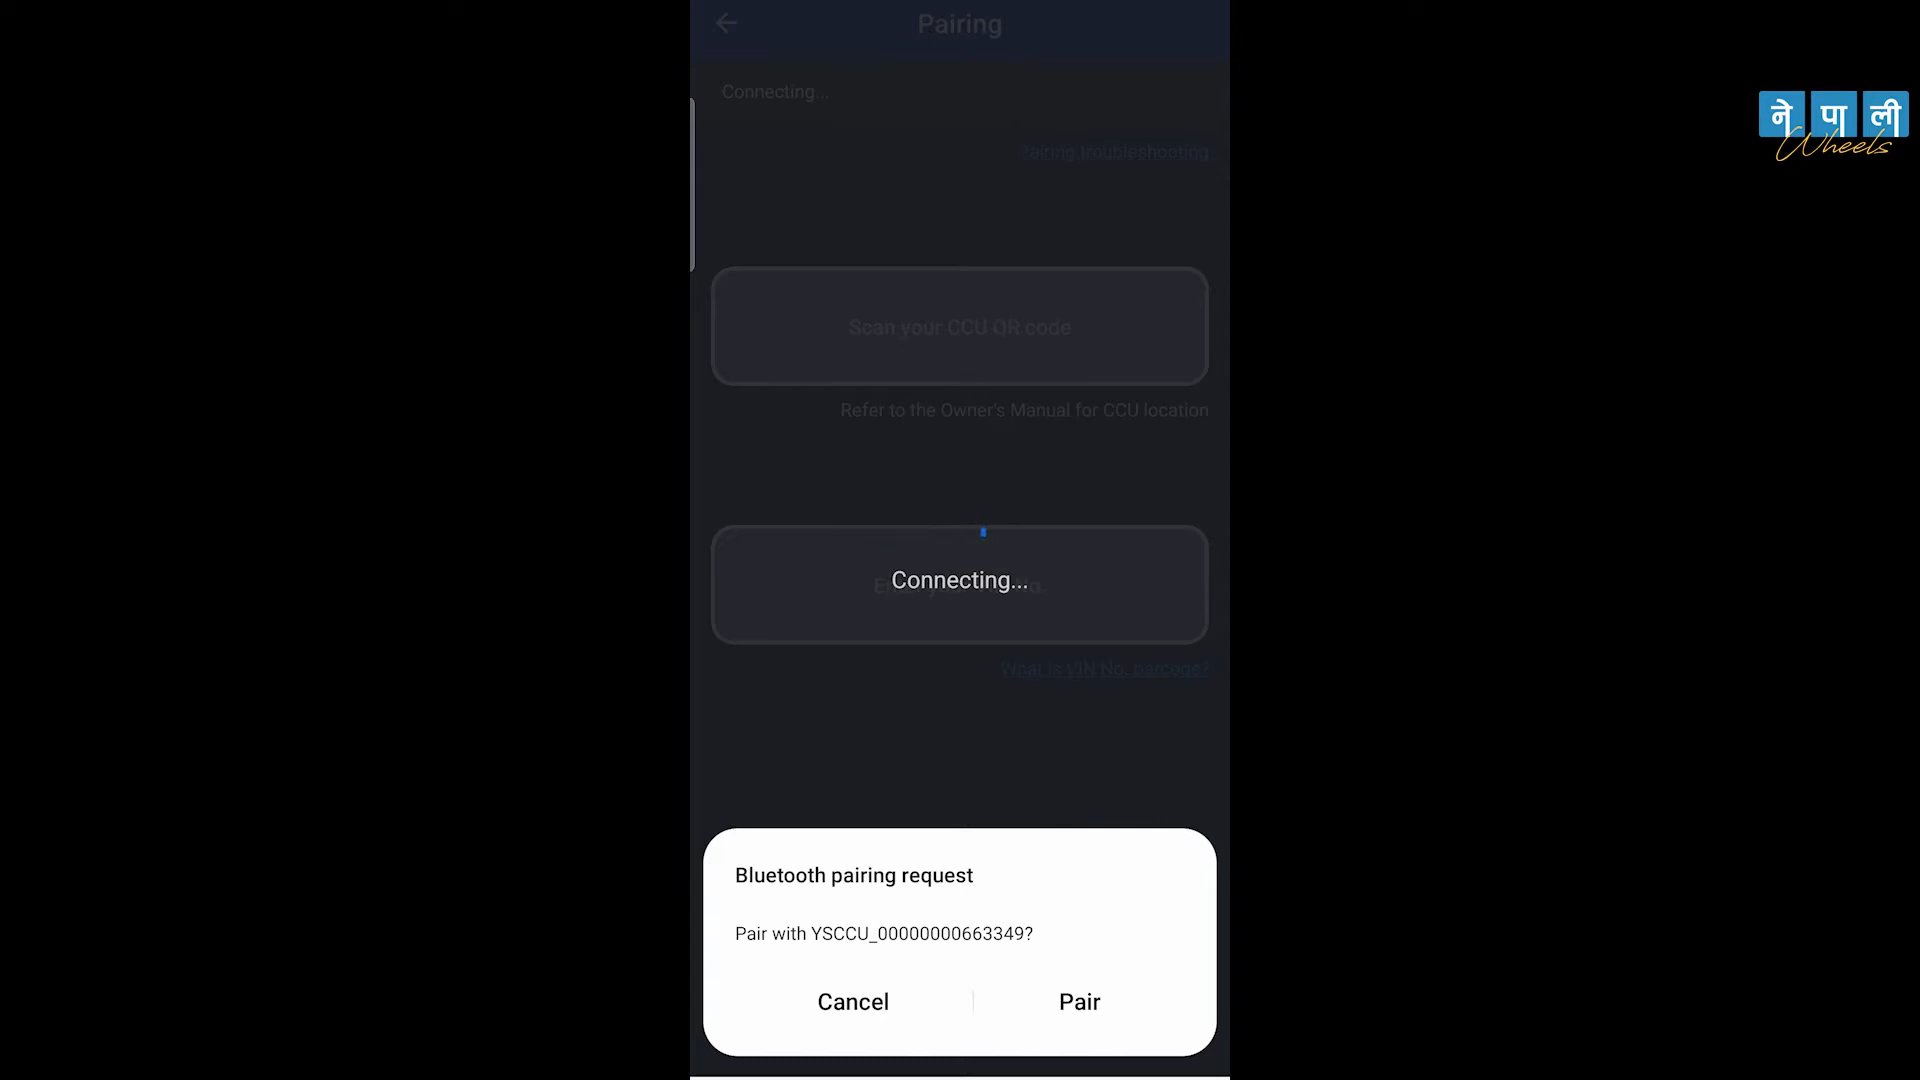 Pairing
Connecting...
Pairing troubleshooting
Scan your CCU QR code
Refer to the Owner's Manual for CCU location
Connecting...
What is VIN No. barcode?
Bluetooth pairing request
Pair with YSCCU_00000000663349?
Cancel
Pair
नेपाली
Wheels